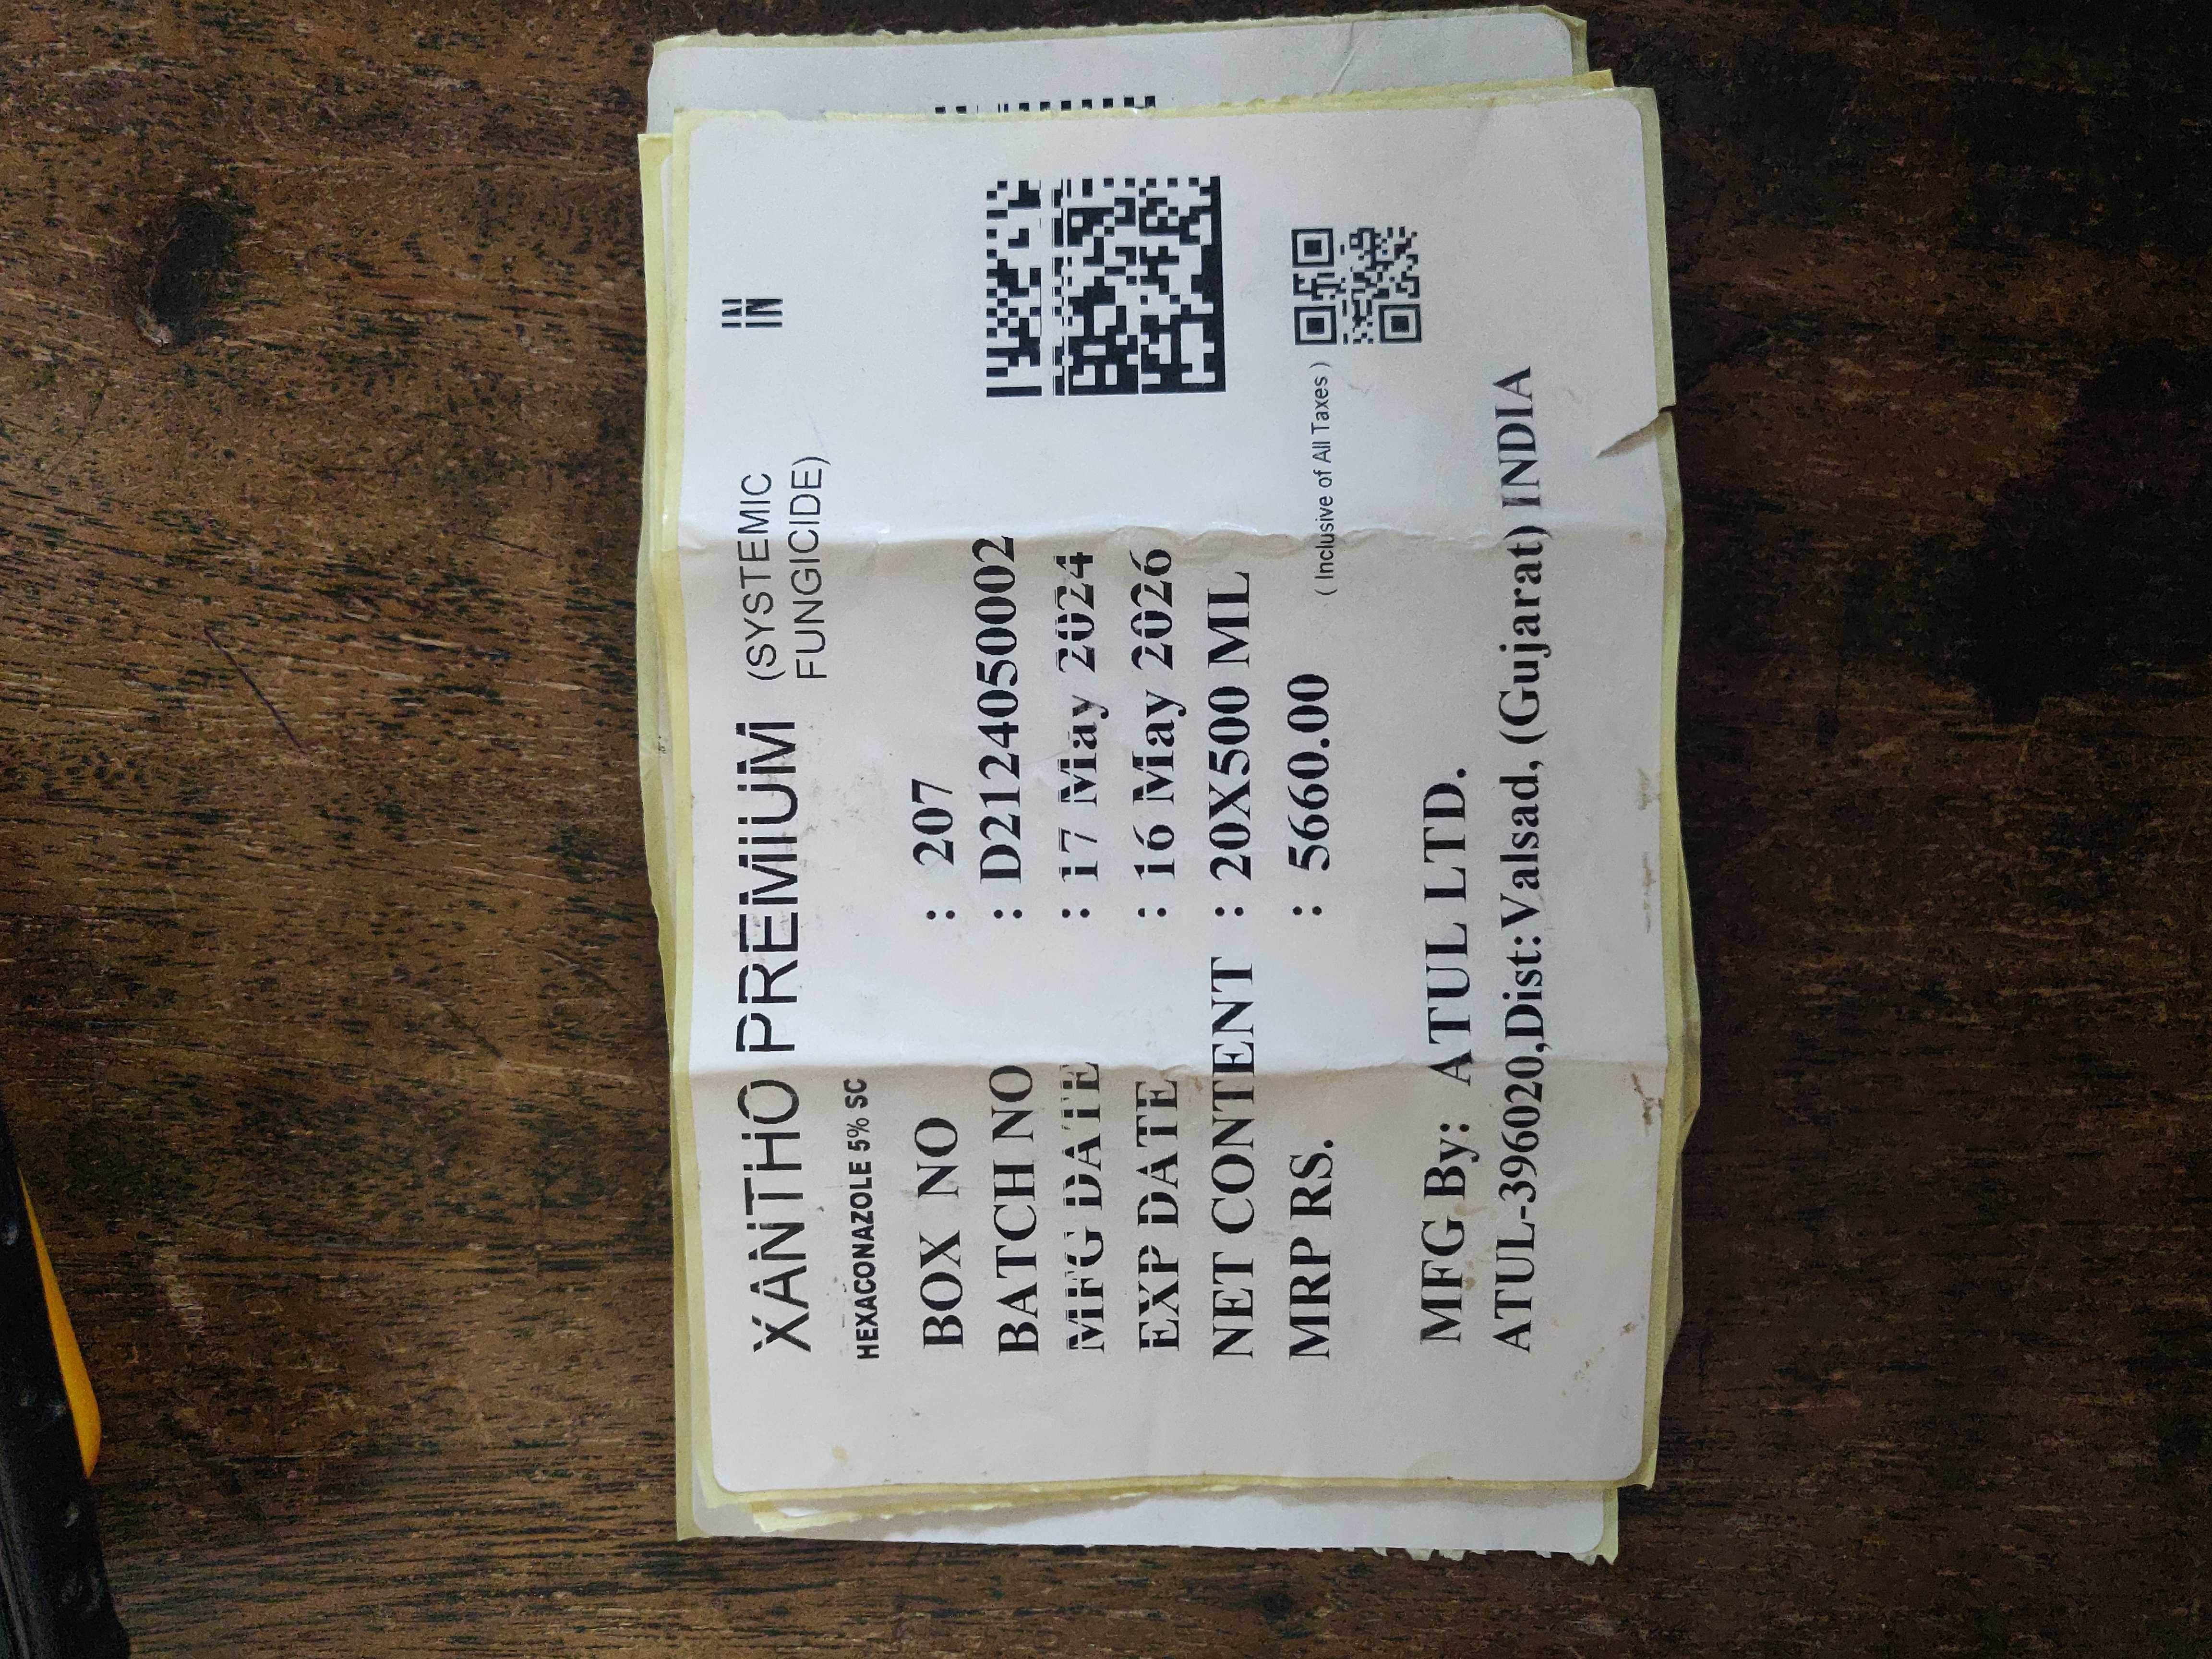 XANTHO PREMIUM (SYSTEMIC FUNGICIDE) IN
HEXACONAZOLE 5% SC
BOX NO : 207
BATCH NO : D2124050002
MFG DATE : 17 May 2024
EXP DATE : 16 May 2026
NET CONTENT : 20X500 ML
MRP RS. : 5660.00 ( Inclusive of All Taxes )
MFG By: ATUL LTD.
ATUL-396020,Dist: Valsad, (Gujarat) INDIA